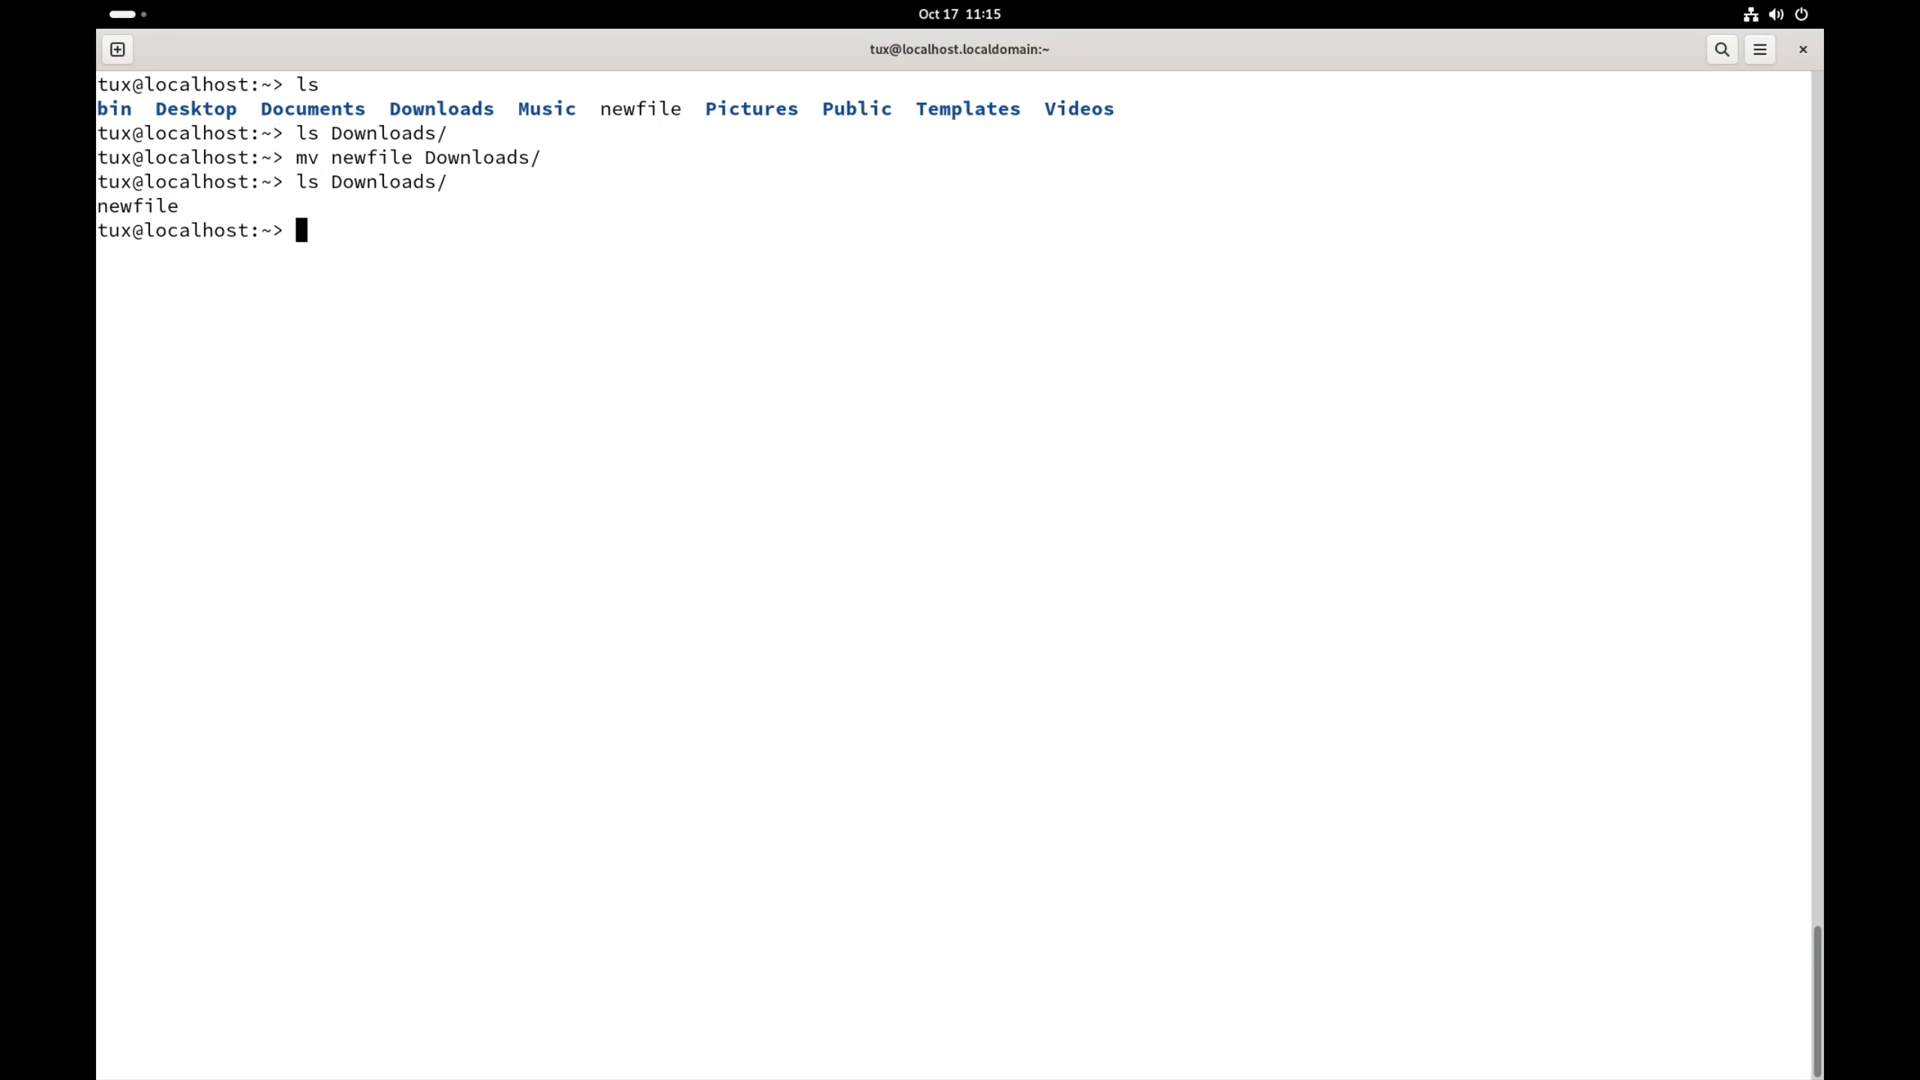 Oct 17 11:15
tux@localhost.localdomain:~
tux@localhost:~> ls
bin  Desktop  Documents  Downloads  Music  newfile  Pictures  Public  Templates  Videos
tux@localhost:~> ls Downloads/
tux@localhost:~> mv newfile Downloads/
tux@localhost:~> ls Downloads/
newfile
tux@localhost:~>